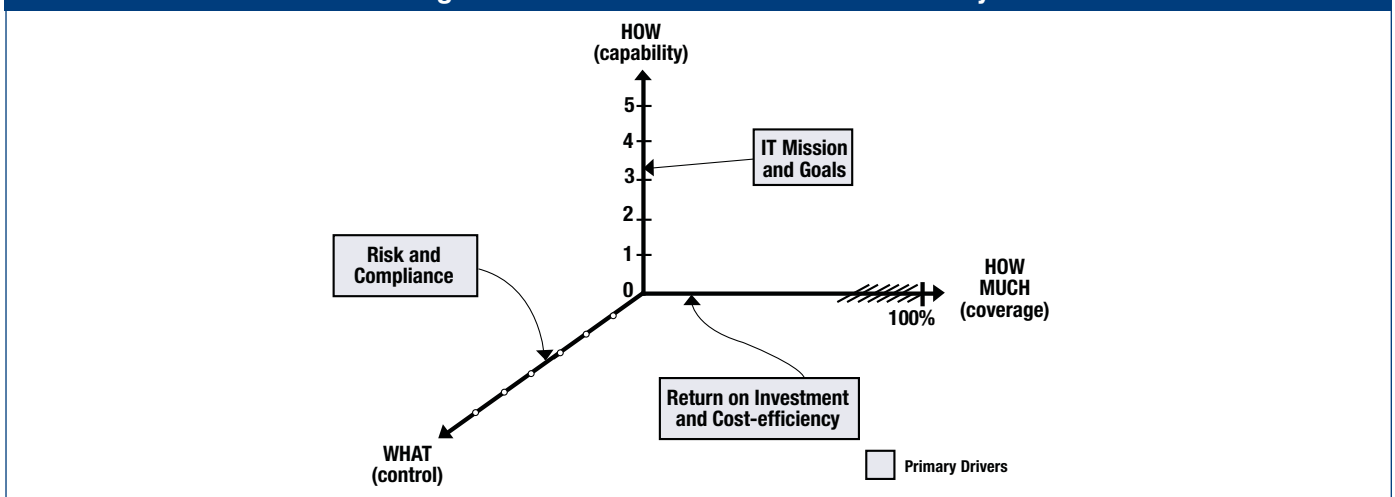 HOW
(capability)
5
4
IT Mission
and Goals
3
2
Risk and
Compliance
1
0
HOW
MUCH
(coverage)
100%
Return on Investment
and Cost-efficiency
WHAT
(control)
Primary Drivers